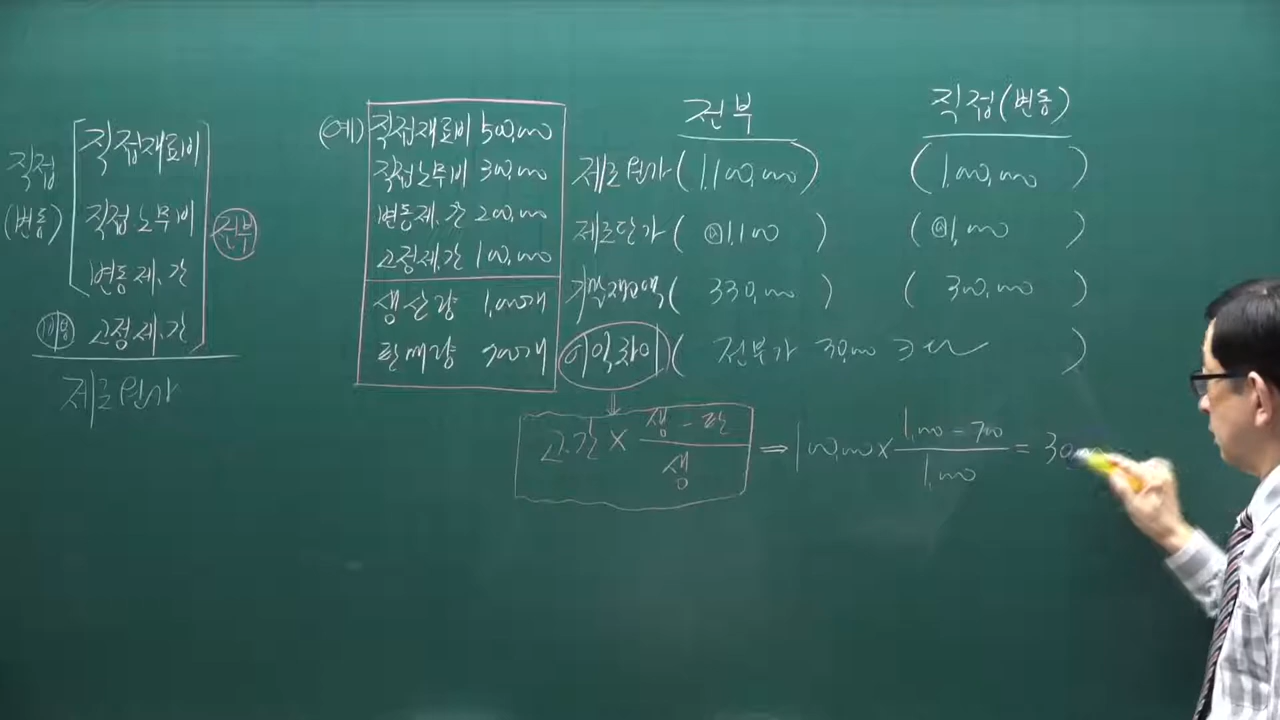 직접
(변동)
직접재료비
직접노무비
변동제.간
고정제.간
전부
제조원가
(예)
직접재료비 500,000
직접노무비 300,000
변동제.간 200,000
고정제.간 100,000
생산량 1,000개
판매량 700개
전부 직접(변동)
제조원가 (1,100,000) (1,000,000)
제조단가 ( @1,100 ) ( @1,000 )
기말재고액 ( 330,000 ) ( 300,000 )
이익차이 ( 전부가 30,000 크다 )
고.간 × 생 - 판 / 생 ⇒ 100,000 × 1,000 - 700 / 1,000 = 30